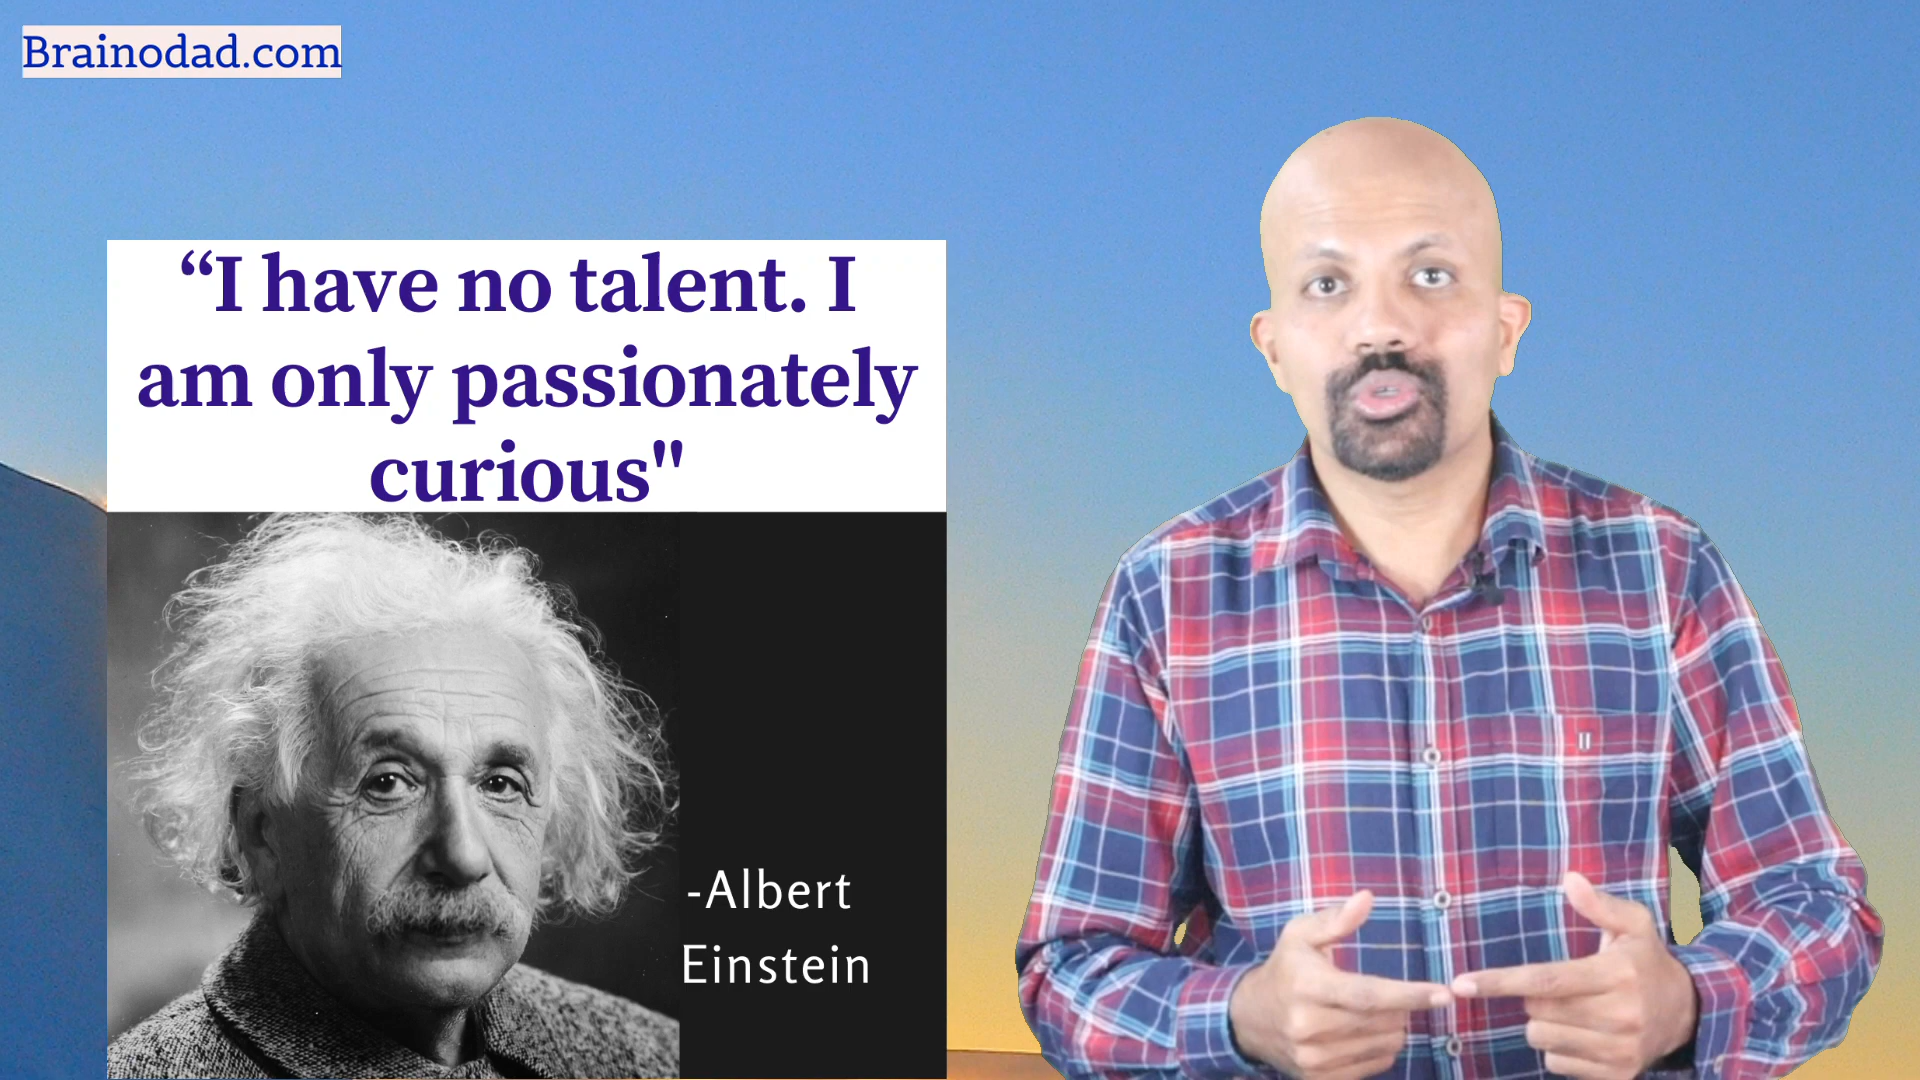 Brainodad.com
“I have no talent. I
am only passionately
curious"
-Albert
Einstein